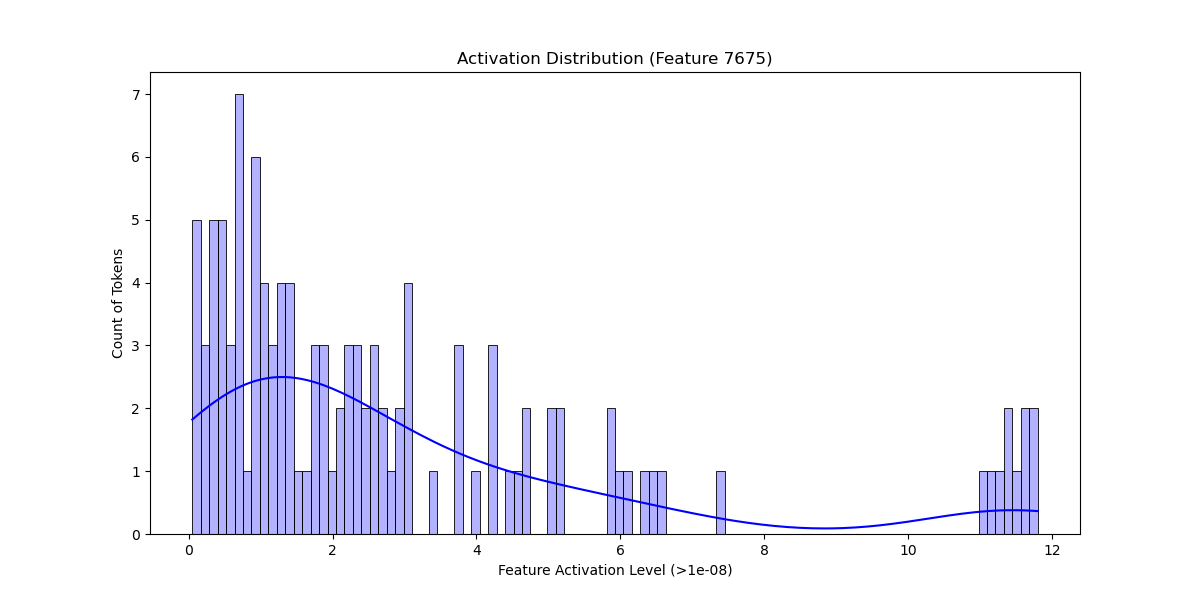 Activation Distribution (Feature 7675)
Count of Tokens
7
6
5
4
3
2
1
0
0 2 4 6 8 10 12
Feature Activation Level (>1e-08)